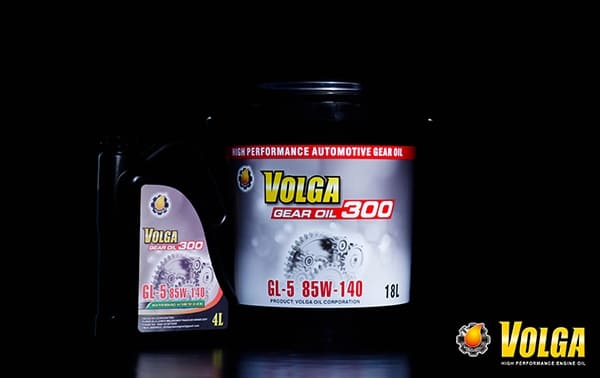 HIGH PERFORMANCE AUTOMOTIVE GEAR OIL
VOLGA
GEAR OIL 300
GL-5 85W-140
18L
PRODUCT: VOLGA OIL CORPORATION
VOLGA
GEAR OIL 300
GL-5 85W-140
4L
VOLGA
HIGH PERFORMANCE ENGINE OIL